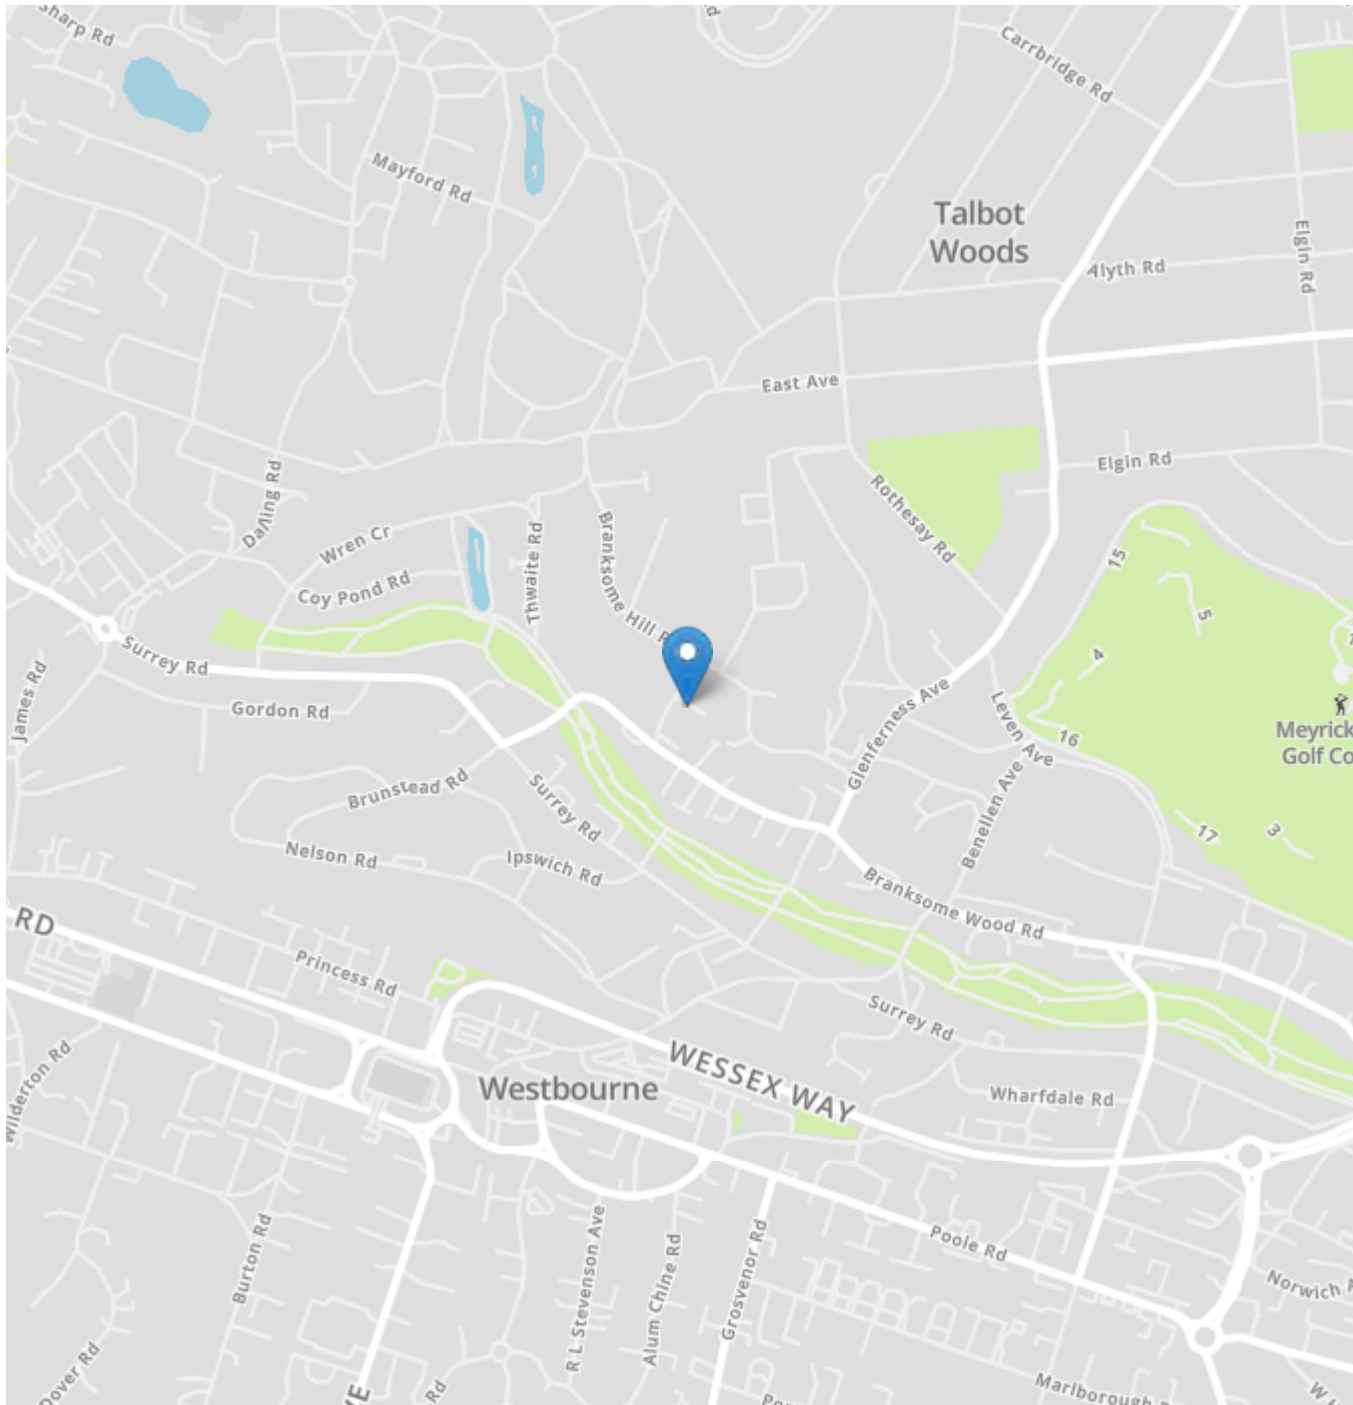 Sharp Rd
Carrbridge Rd
Mayford Rd
Talbot
Woods
Elgin Rd
Alyth Rd
East Ave
Elgin Rd
Rothesay Rd
Wren Cr
Thwaite Rd
Coy Pond Rd
15
5
Surrey Rd
4
James Rd
Gordon Rd
Glenferness Ave
Leven Ave
16
Meyrick
Golf Co
Brunstead Rd
Surrey Rd
Benellen Ave
17
3
Nelson Rd
Ipswich Rd
Branksome Wood Rd
RD
Princess Rd
Surrey Rd
WESSEX WAY
Westbourne
Wharfdale Rd
Wilderton Rd
Burton Rd
R L Stevenson Ave
Alum Chine Rd
Grosvenor Rd
Poole Rd
Norwich
Dover Rd
Rd
Marlborough
Branksome Hill